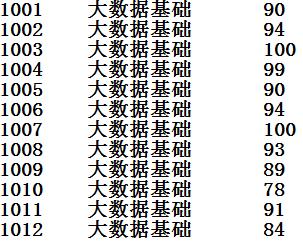 1001 大数据基础 90
1002 大数据基础 94
1003 大数据基础 100
1004 大数据基础 99
1005 大数据基础 90
1006 大数据基础 94
1007 大数据基础 100
1008 大数据基础 93
1009 大数据基础 89
1010 大数据基础 78
1011 大数据基础 91
1012 大数据基础 84